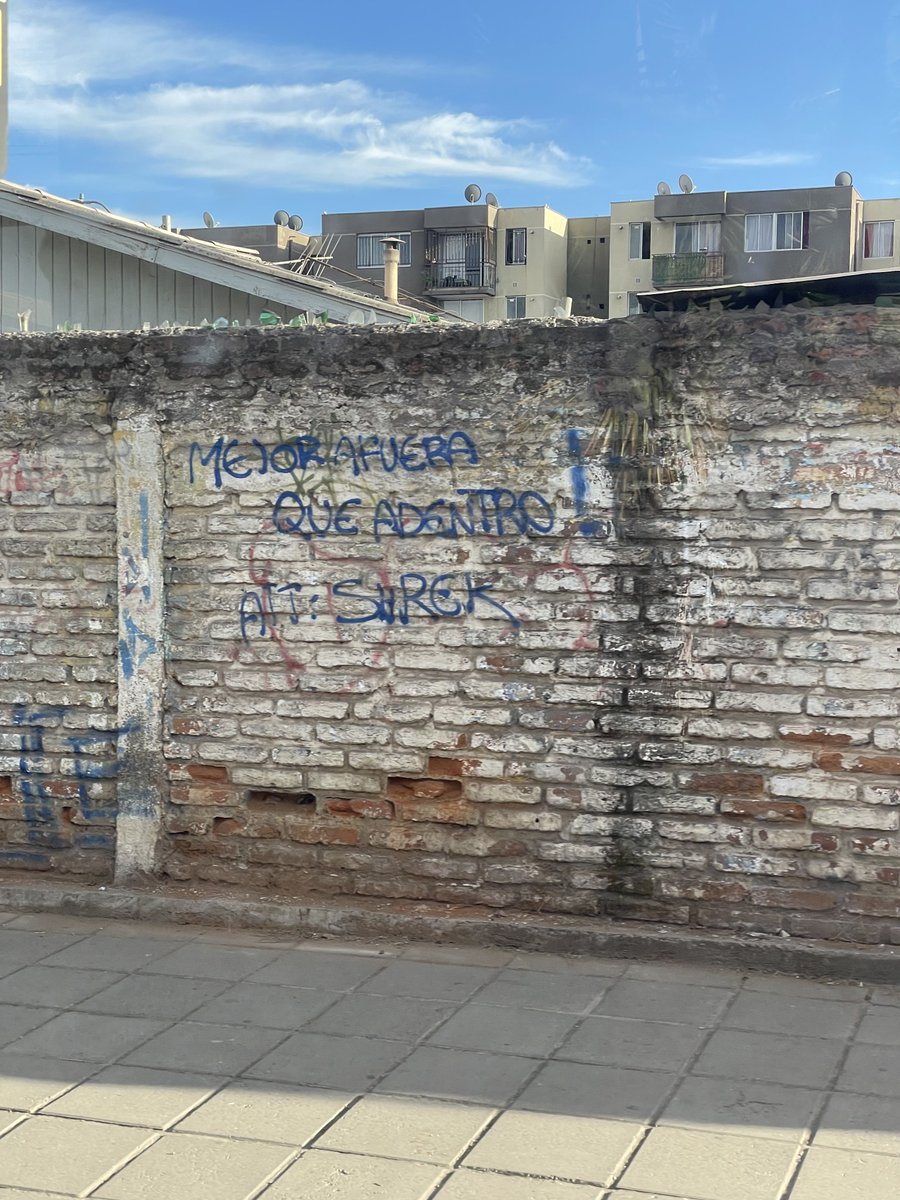 MEJOR AFUERA
QUE ADENTRO!
ATT: SHREK